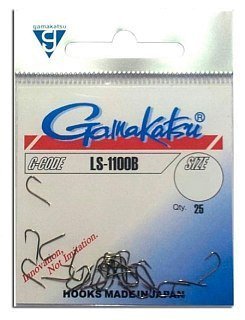 gamakatsu
g
Gamakatsu®
G-CODE LS-1100B SIZE
Qty. 25
Innovation,
Not Imitation.
HOOKS MADE IN JAPAN